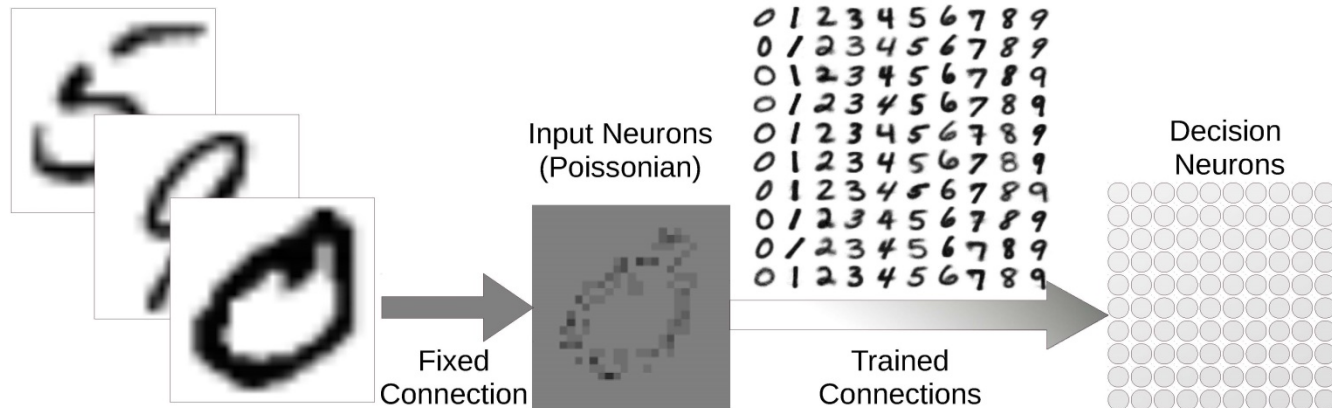 0 1 2 3 4 5 6 7 8 9
0 1 2 3 4 5 6 7 8 9
0 1 2 3 4 5 6 7 8 9
0 1 2 3 4 5 6 7 8 9
0 1 2 3 4 5 6 7 8 9
0 1 2 3 4 5 6 7 8 9
0 1 2 3 4 5 6 7 8 9
0 1 2 3 4 5 6 7 8 9
0 1 2 3 4 5 6 7 8 9
0 1 2 3 4 5 6 7 8 9
5
9
0
Input Neurons
(Poissonian)
Decision
Neurons
Fixed
Connection
Trained
Connections